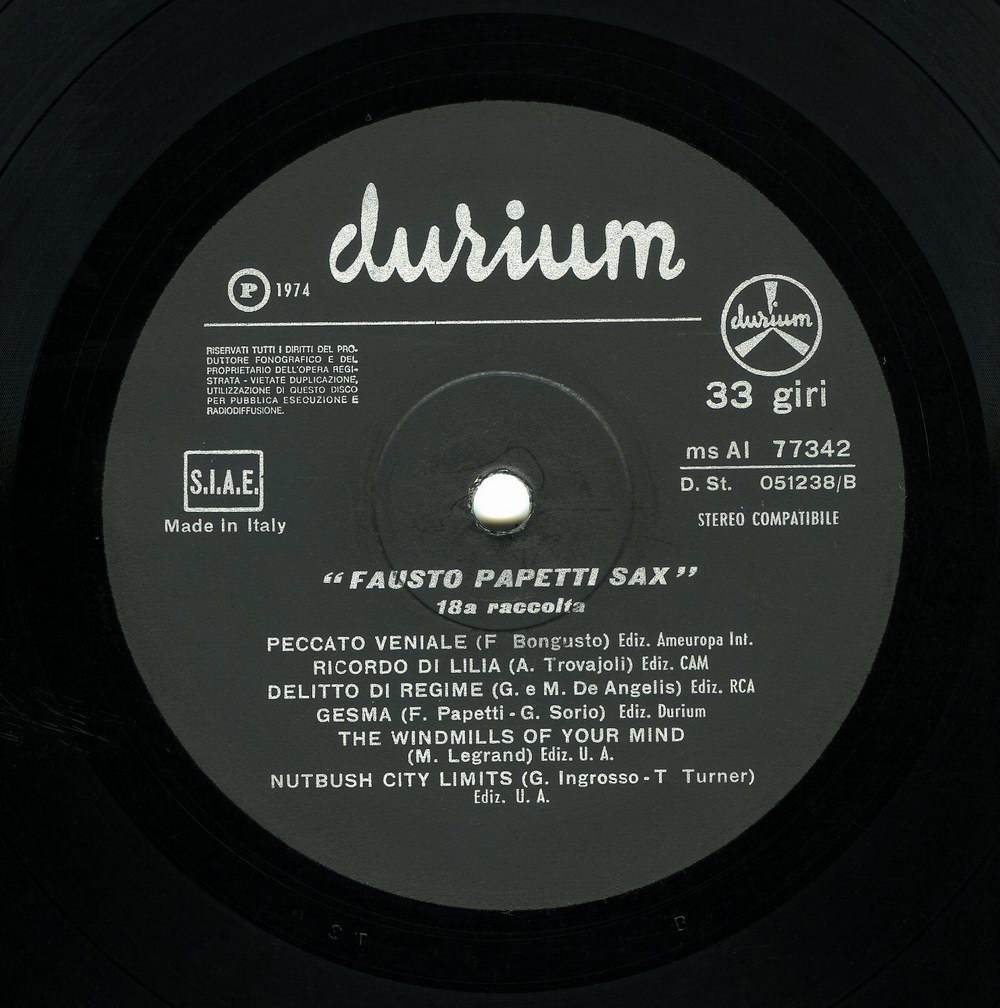 durium
P 1974
durium
33 giri
RISERVATI TUTTI I DIRITTI DEL PRO-
DUTTORE FONOGRAFICO E DEL
PROPRIETARIO DELL'OPERA REGI-
STRATA - VIETATE DUPLICAZIONE,
UTILIZZAZIONE DI QUESTO DISCO
PER PUBBLICA ESECUZIONE E
RADIODIFFUSIONE.
S.I.A.E.
Made in Italy
ms AI 77342
D. St. 051238/B
STEREO COMPATIBILE
“FAUSTO PAPETTI SAX”
18a raccolta
PECCATO VENIALE (F Bongusto) Ediz. Ameuropa Int.
RICORDO DI LILIA (A. Trovajoli) Ediz. CAM
DELITTO DI REGIME (G. e M. De Angelis) Ediz. RCA
GESMA (F. Papetti - G. Sorio) Ediz. Durium
THE WINDMILLS OF YOUR MIND
(M. Legrand) Ediz. U. A.
NUTBUSH CITY LIMITS (G. Ingrosso - T Turner)
Ediz. U. A.
ST B